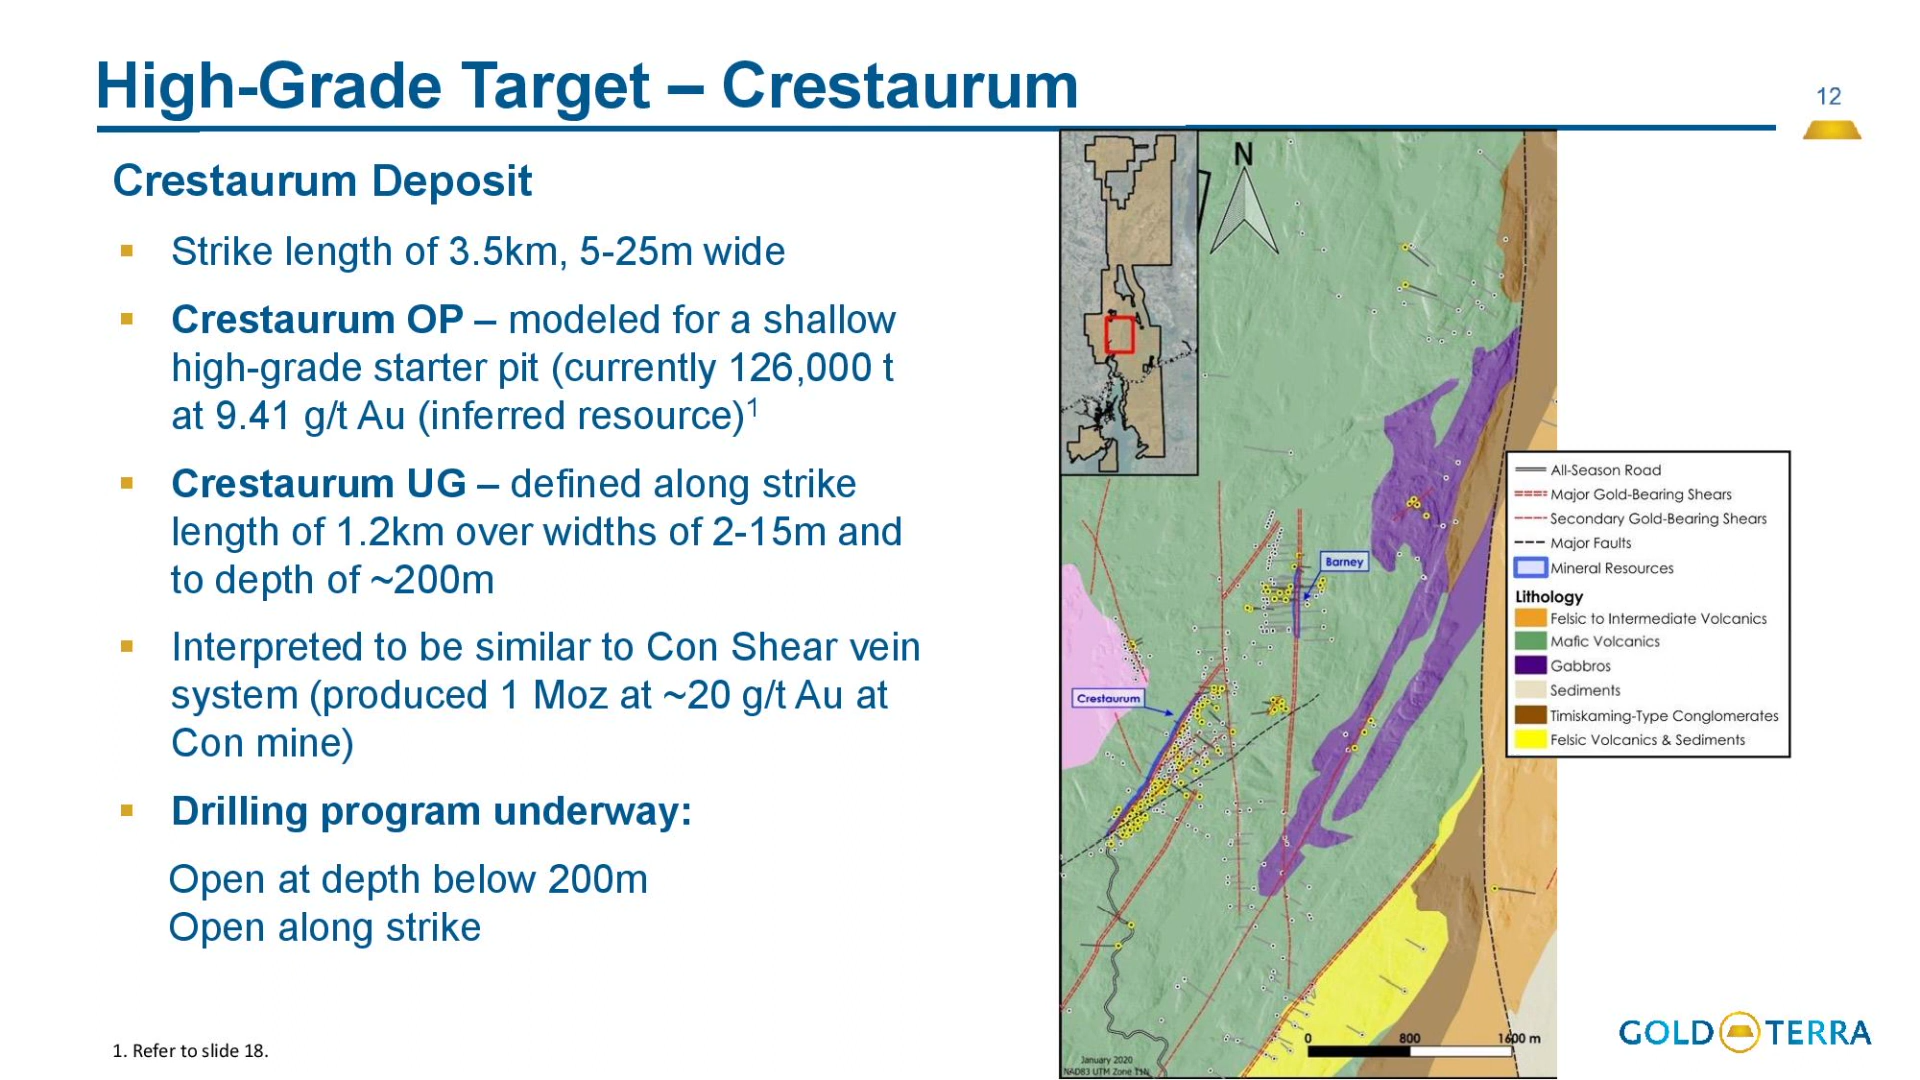 High-Grade Target – Crestaurum
12
Crestaurum Deposit
▪ Strike length of 3.5km, 5-25m wide
▪ Crestaurum OP – modeled for a shallow
high-grade starter pit (currently 126,000 t
at 9.41 g/t Au (inferred resource)1
▪ Crestaurum UG – defined along strike
length of 1.2km over widths of 2-15m and
to depth of ~200m
▪ Interpreted to be similar to Con Shear vein
system (produced 1 Moz at ~20 g/t Au at
Con mine)
▪ Drilling program underway:
Open at depth below 200m
Open along strike
1. Refer to slide 18.
N
Barney
Crestaurum
All-Season Road
Major Gold-Bearing Shears
Secondary Gold-Bearing Shears
Major Faults
Mineral Resources
Lithology
Felsic to Intermediate Volcanics
Mafic Volcanics
Gabbros
Sediments
Timiskaming-Type Conglomerates
Felsic Volcanics & Sediments
0 800 1600 m
January 2020
NAD83 UTM Zone 11N
GOLD TERRA